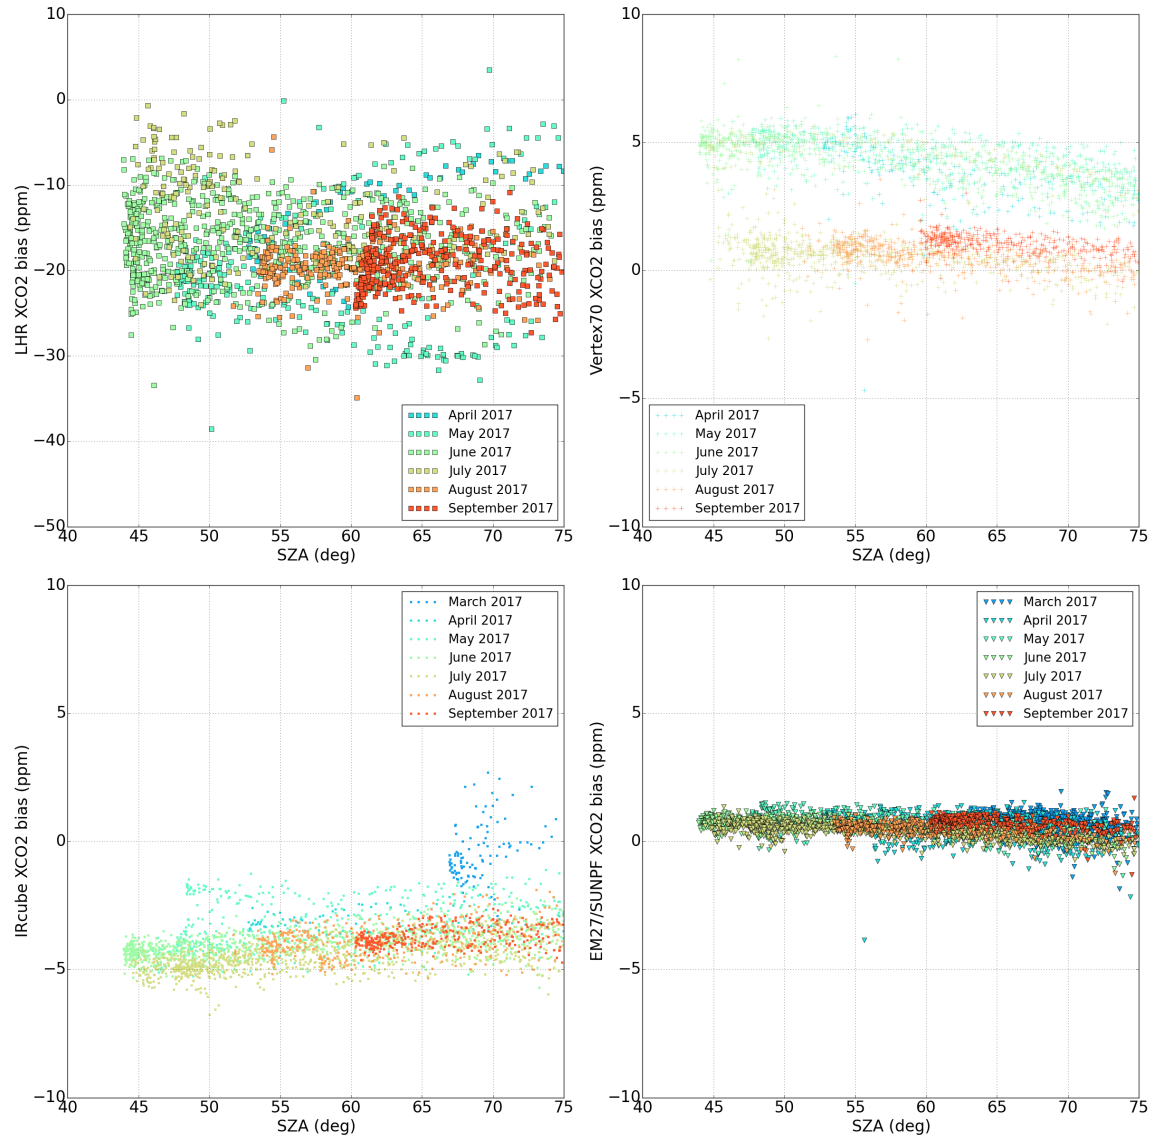 10
0
−10
−20
−30
−40
−50
LHR XCO2 bias (ppm)
April 2017
May 2017
June 2017
July 2017
August 2017
September 2017
40 45 50 55 60 65 70 75
SZA (deg)
10
5
0
−5
−10
Vertex70 XCO2 bias (ppm)
April 2017
May 2017
June 2017
July 2017
August 2017
September 2017
40 45 50 55 60 65 70 75
SZA (deg)
10
5
0
−5
−10
IRcube XCO2 bias (ppm)
March 2017
April 2017
May 2017
June 2017
July 2017
August 2017
September 2017
40 45 50 55 60 65 70 75
SZA (deg)
10
5
0
−5
−10
EM27/SUNPF XCO2 bias (ppm)
March 2017
April 2017
May 2017
June 2017
July 2017
August 2017
September 2017
40 45 50 55 60 65 70 75
SZA (deg)